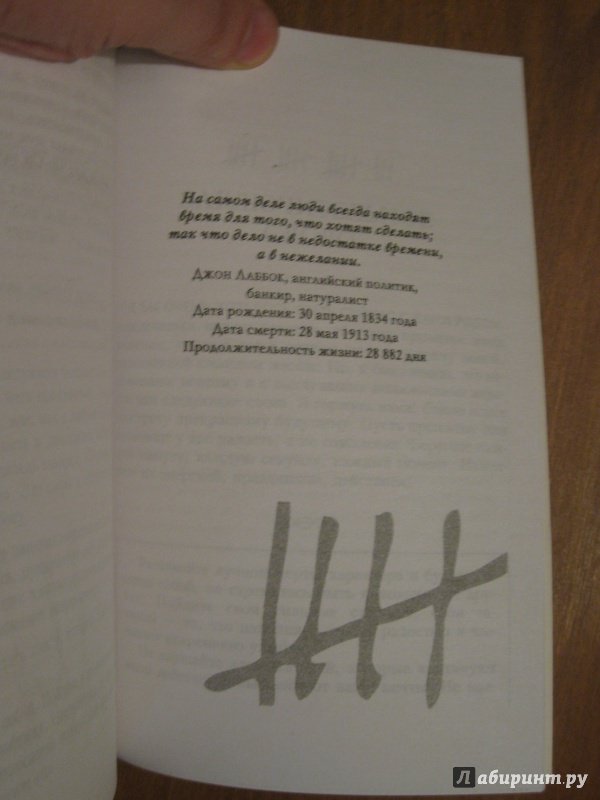 На самом деле люди всегда находят
время для того, что хотят сделать;
так что дело не в недостатке времени,
а в нежелании.
Джон Лаббок, английский политик,
банкир, натуралист
Дата рождения: 30 апреля 1834 года
Дата смерти: 28 мая 1913 года
Продолжительность жизни: 28 882 дня
Лабиринт.ру